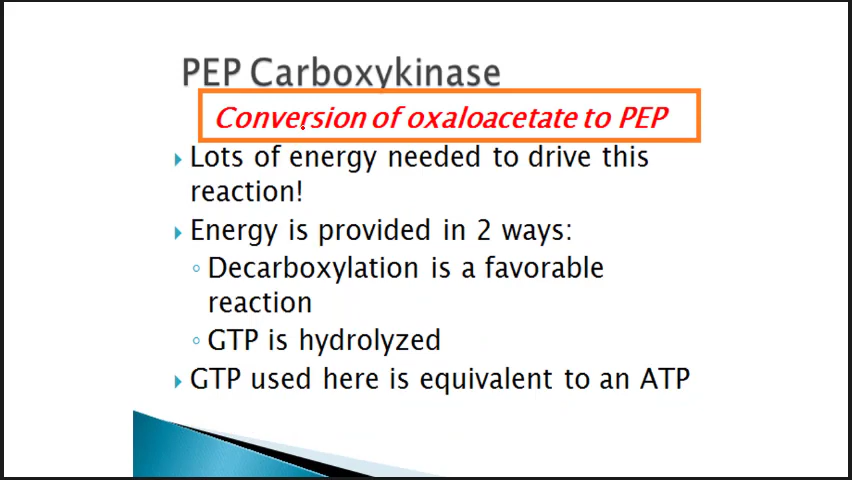 PEP Carboxykinase
Conversion of oxaloacetate to PEP
Lots of energy needed to drive this
reaction!
Energy is provided in 2 ways:
Decarboxylation is a favorable
reaction
GTP is hydrolyzed
GTP used here is equivalent to an ATP